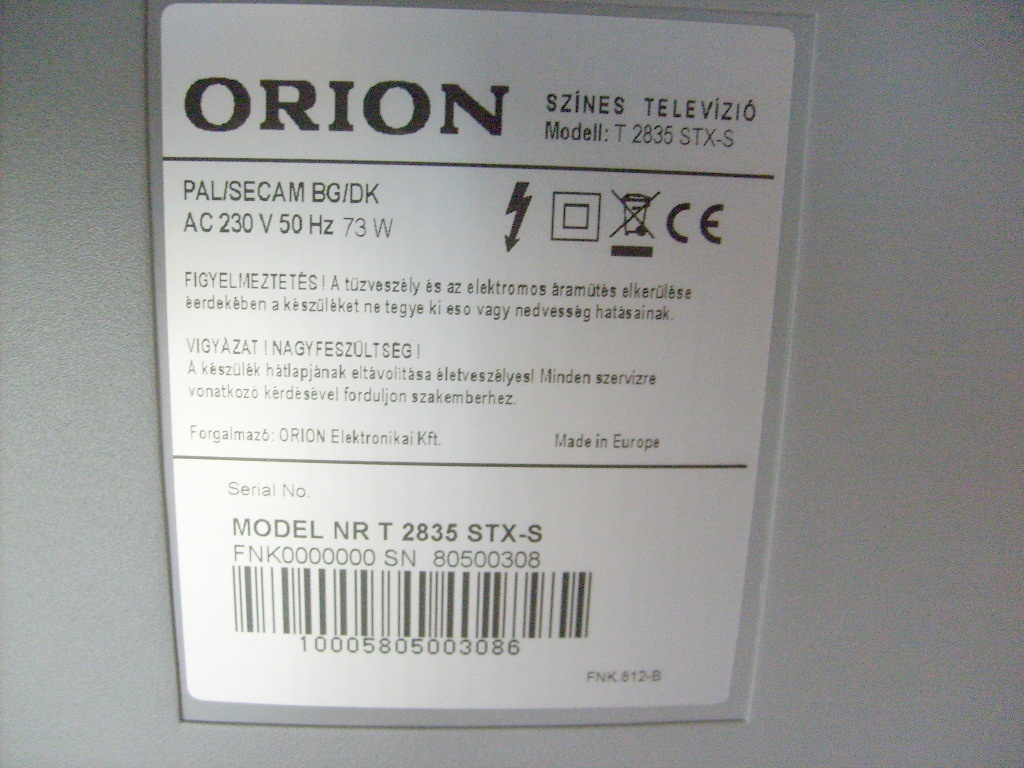 ORION
SZÍNES TELEVÍZIÓ
Modell: T 2835 STX-S
PAL/SECAM BG/DK
AC 230 V 50 Hz 73 W
CE
FIGYELMEZTETÉS! A tűzveszély és az elektromos áramütés elkerülése
éerdekében a készüléket ne tegye ki eso vagy nedvesség hatásainak.
VIGYÁZAT! NAGYFESZÜLTSÉG!
A készülék hátlapjának eltávolítása életveszélyes! Minden szervizre
vonatkozó kérdésével forduljon szakemberhez.
Forgalmazó: ORION Elektronikai Kft.
Made in Europe
Serial No.
MODEL NR T 2835 STX-S
FNK0000000 SN 80500308
10005805003086
FNK.812-B